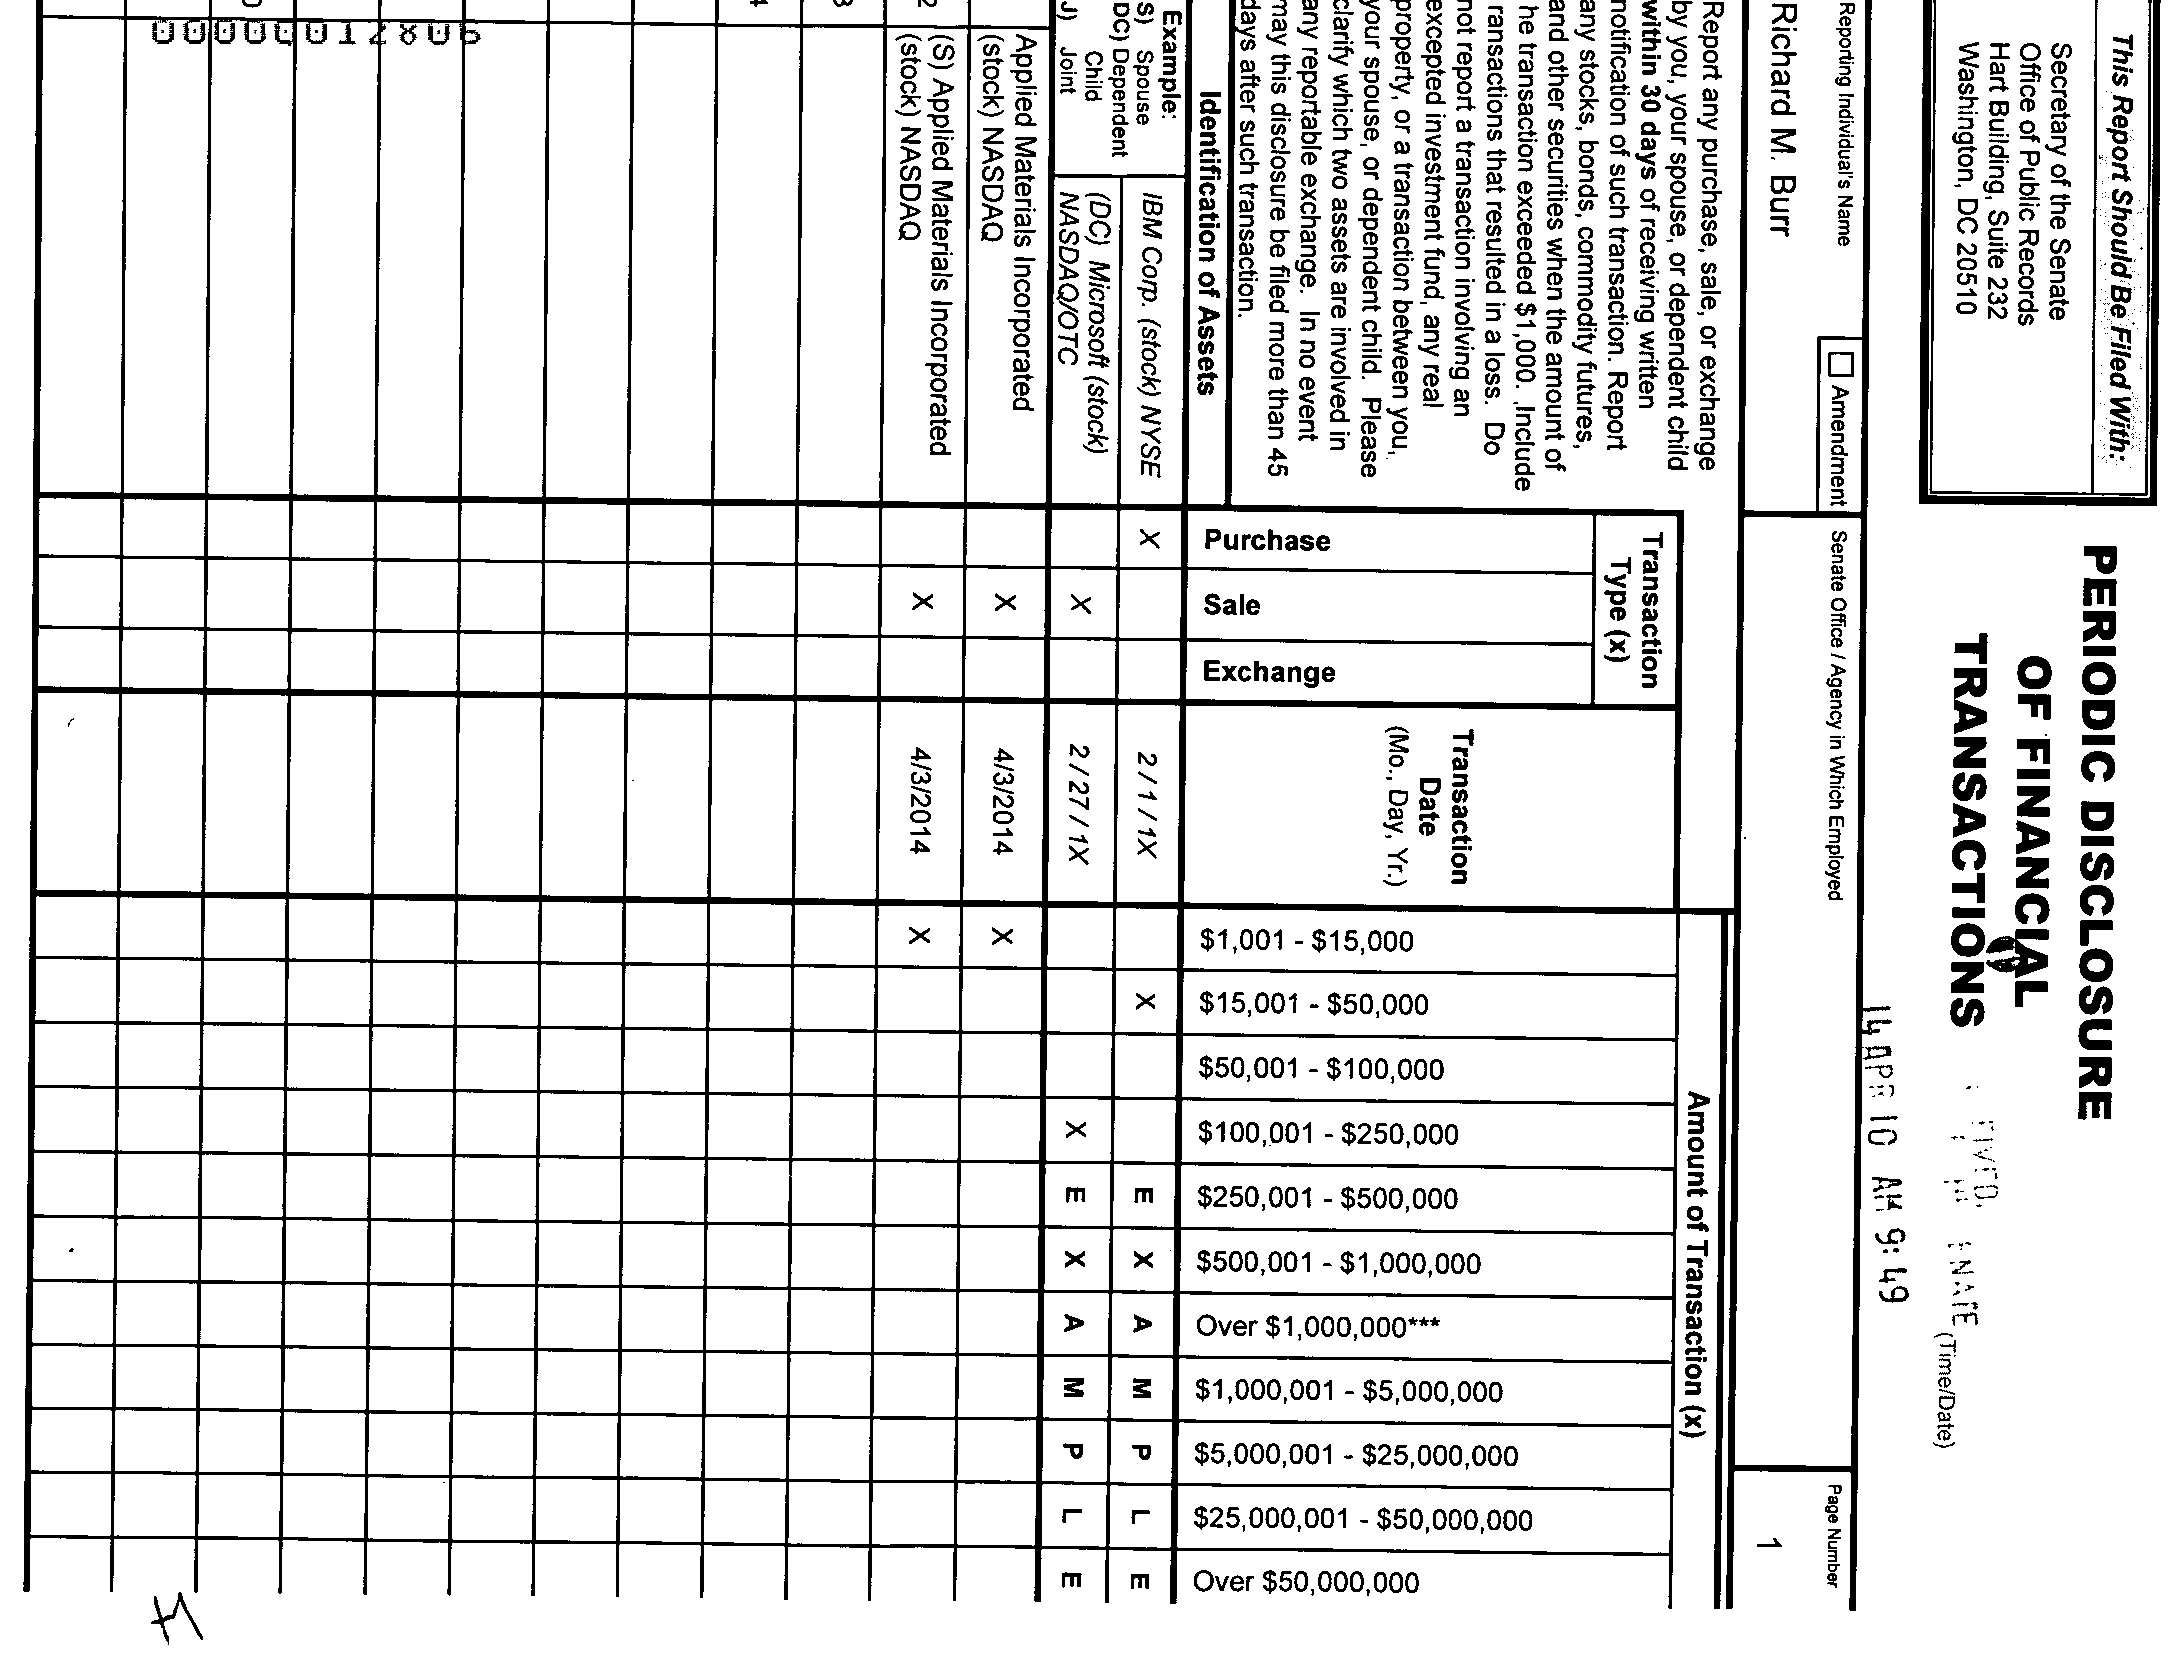 This Report Should Be Filed With:
Secretary of the Senate
Office of Public Records
Hart Building, Suite 232
Washington, DC 20510
PERIODIC DISCLOSURE
OF FINANCIAL
TRANSACTIONS
(Time/Date)
14 APR 10 AM 9:49
Reporting Individual's Name
Amendment
Senate Office / Agency in Which Employed
Page Number
Richard M. Burr
1
Report any purchase, sale, or exchange
by you, your spouse, or dependent child
within 30 days of receiving written
notification of such transaction. Report
any stocks, bonds, commodity futures,
and other securities when the amount of
he transaction exceeded $1,000. Include
ransactions that resulted in a loss. Do
not report a transaction involving an
excepted investment fund, any real
property, or a transaction between you,
your spouse, or dependent child. Please
clarify which two assets are involved in
any reportable exchange. In no event
may this disclosure be filed more than 45
days after such transaction.
Identification of Assets
Transaction
Type (x)
Purchase
Sale
Exchange
Transaction
Date
(Mo., Day, Yr.)
Amount of Transaction (x)
$1,001 - $15,000
$15,001 - $50,000
$50,001 - $100,000
$100,001 - $250,000
$250,001 - $500,000
$500,001 - $1,000,000
Over $1,000,000***
$1,000,001 - $5,000,000
$5,000,001 - $25,000,000
$25,000,001 - $50,000,000
Over $50,000,000
Example:
S) Spouse
DC) Dependent
Child
J) Joint
IBM Corp. (stock) NYSE X 2 / 1 / 1X X E X A M P L E
(DC) Microsoft (stock)
NASDAQ/OTC X 2 / 27 / 1X X E X A M P L E
Applied Materials Incorporated
(stock) NASDAQ X 4/3/2014 X
2 (S) Applied Materials Incorporated
(stock) NASDAQ X 4/3/2014 X
3
4